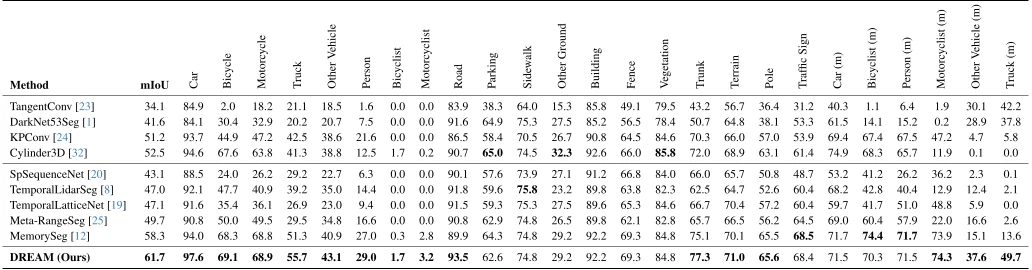 Method mIoU Car Bicycle Motorcycle Truck Other Vehicle Person Bicyclist Motorcyclist Road Parking Sidewalk Other Ground Building Fence Vegetation Trunk Terrain Pole Traffic Sign Car (m) Bicyclist (m) Person (m) Motorcyclist (m) Other Vehicle (m) Truck (m)
TangentConv [23] 34.1 84.9 2.0 18.2 21.1 18.5 1.6 0.0 0.0 83.9 38.3 64.0 15.3 85.8 49.1 79.5 43.2 56.7 36.4 31.2 40.3 1.1 6.4 1.9 30.1 42.2
DarkNet53Seg [1] 41.6 84.1 30.4 32.9 20.2 20.7 7.5 0.0 0.0 91.6 64.9 75.3 27.5 85.2 56.5 78.4 50.7 64.8 38.1 53.3 61.5 14.1 15.2 0.2 28.9 37.8
KPConv [24] 51.2 93.7 44.9 47.2 42.5 38.6 21.6 0.0 0.0 86.5 58.4 70.5 26.7 90.8 64.5 84.6 70.3 66.0 57.0 53.9 69.4 67.4 67.5 47.2 4.7 5.8
Cylinder3D [32] 52.5 94.6 67.6 63.8 41.3 38.8 12.5 1.7 0.2 90.7 65.0 74.5 32.3 92.6 66.0 85.8 72.0 68.9 63.1 61.4 74.9 68.3 65.7 11.9 0.1 0.0
SpSequenceNet [20] 43.1 88.5 24.0 26.2 29.2 22.7 6.3 0.0 0.0 90.1 57.6 73.9 27.1 91.2 66.8 84.0 66.0 65.7 50.8 48.7 53.2 41.2 26.2 36.2 2.3 0.1
TemporalLidarSeg [8] 47.0 92.1 47.7 40.9 39.2 35.0 14.4 0.0 0.0 91.8 59.6 75.8 23.2 89.8 63.8 82.3 62.5 64.7 52.6 60.4 68.2 42.8 40.4 12.9 12.4 2.1
TemporalLatticeNet [19] 47.1 91.6 35.4 36.1 26.9 23.0 9.4 0.0 0.0 91.5 59.3 75.3 27.5 89.6 65.3 84.6 66.7 70.4 57.2 60.4 59.7 41.7 51.0 48.8 5.9 0.0
Meta-RangeSeg [25] 49.7 90.8 50.0 49.5 29.5 34.8 16.6 0.0 0.0 90.8 62.9 74.8 26.5 89.8 62.1 82.8 65.7 66.5 56.2 64.5 69.0 60.4 57.9 22.0 16.6 2.6
MemorySeg [12] 58.3 94.0 68.3 68.8 51.3 40.9 27.0 0.3 2.8 89.9 64.3 74.8 29.2 92.2 69.3 84.8 75.1 70.1 65.5 68.5 71.7 74.4 71.7 73.9 15.1 13.6
DREAM (Ours) 61.7 97.6 69.1 68.9 55.7 43.1 29.0 1.7 3.2 93.5 62.6 74.8 29.2 92.2 69.3 84.8 77.3 71.0 65.6 68.4 71.5 70.3 71.5 74.3 37.6 49.7